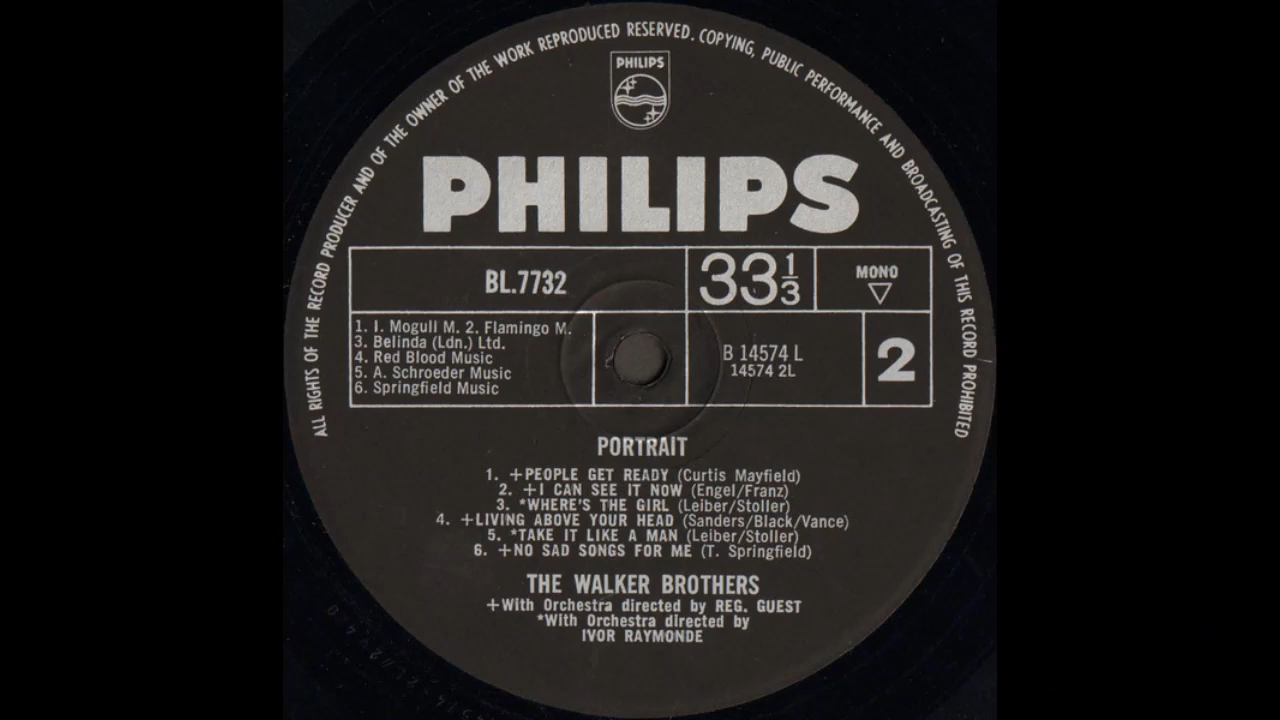 ALL RIGHTS OF THE RECORD PRODUCER AND OF THE OWNER OF THE WORK REPRODUCED RESERVED. COPYING, PUBLIC PERFORMANCE AND BROADCASTING OF THIS RECORD PROHIBITED
PHILIPS
PHILIPS
BL.7732
33 1/3
MONO
1. I. Mogull M. 2. Flamingo M.
3. Belinda (Ldn.) Ltd.
4. Red Blood Music
5. A. Schroeder Music
6. Springfield Music
B 14574 L
14574 2L
2
PORTRAIT
1. +PEOPLE GET READY (Curtis Mayfield)
2. +I CAN SEE IT NOW (Engel/Franz)
3. *WHERE'S THE GIRL (Leiber/Stoller)
4. +LIVING ABOVE YOUR HEAD (Sanders/Black/Vance)
5. *TAKE IT LIKE A MAN (Leiber/Stoller)
6. +NO SAD SONGS FOR ME (T. Springfield)
THE WALKER BROTHERS
+With Orchestra directed by REG. GUEST
*With Orchestra directed by
IVOR RAYMONDE